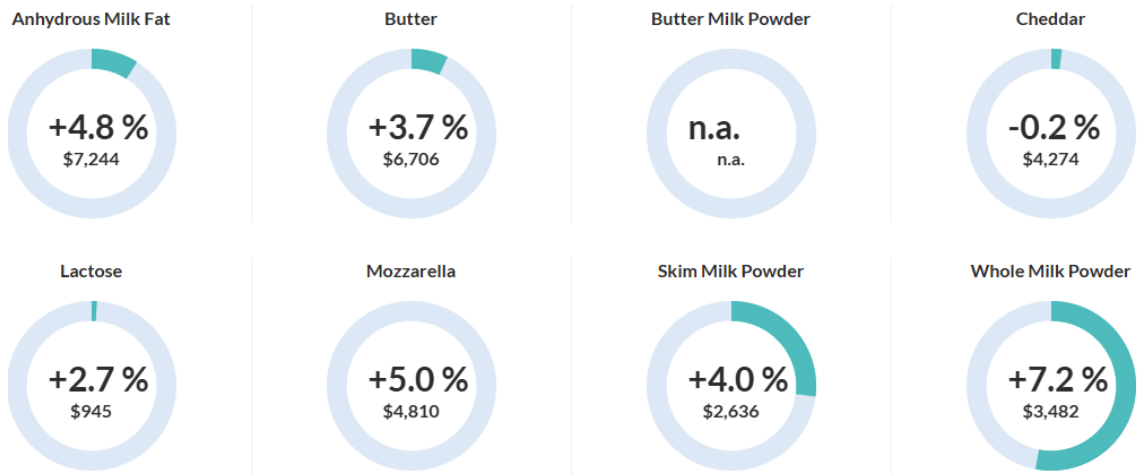 Anhydrous Milk Fat
+4.8 %
$7,244
Butter
+3.7 %
$6,706
Butter Milk Powder
n.a.
n.a.
Cheddar
-0.2 %
$4,274
Lactose
+2.7 %
$945
Mozzarella
+5.0 %
$4,810
Skim Milk Powder
+4.0 %
$2,636
Whole Milk Powder
+7.2 %
$3,482